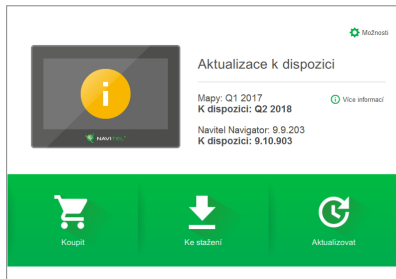 Možnosti
Aktualizace k dispozici
Mapy: Q1 2017
K dispozici: Q2 2018
Více informací
Navitel Navigator: 9.9.203
K dispozici: 9.10.903
NAVITEL
Koupit
Ke stažení
Aktualizovat